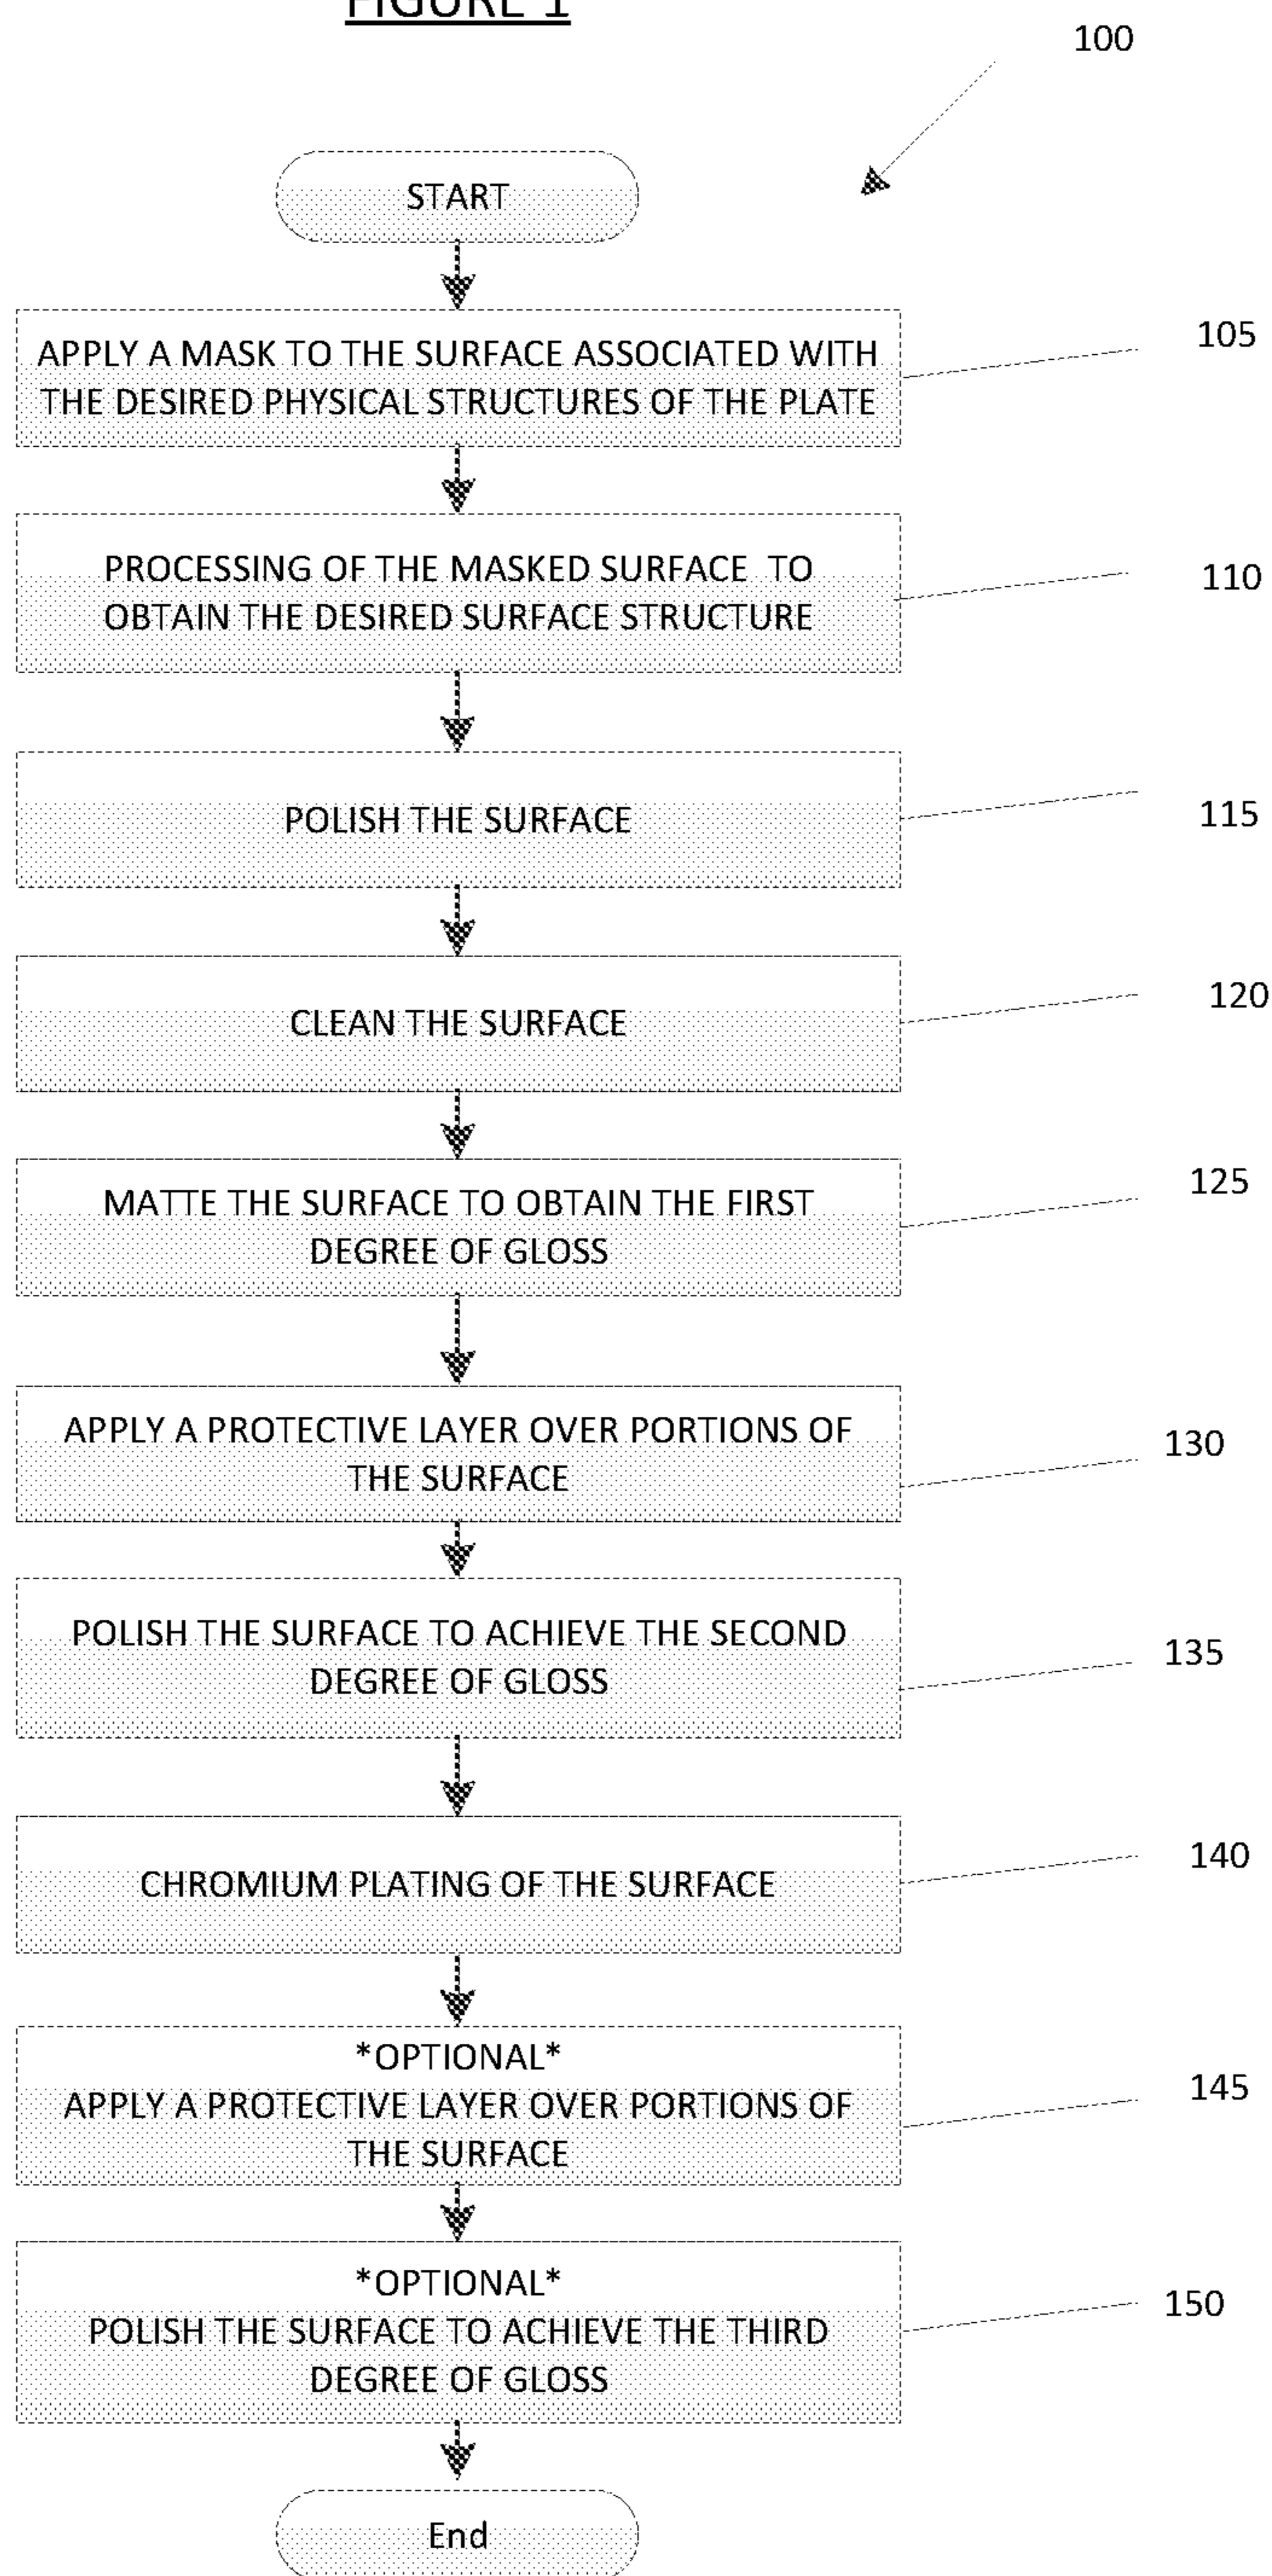 FIGURE 1
100
START
APPLY A MASK TO THE SURFACE ASSOCIATED WITH
THE DESIRED PHYSICAL STRUCTURES OF THE PLATE
105
PROCESSING OF THE MASKED SURFACE TO
OBTAIN THE DESIRED SURFACE STRUCTURE
110
POLISH THE SURFACE
115
CLEAN THE SURFACE
120
MATTE THE SURFACE TO OBTAIN THE FIRST
DEGREE OF GLOSS
125
APPLY A PROTECTIVE LAYER OVER PORTIONS OF
THE SURFACE
130
POLISH THE SURFACE TO ACHIEVE THE SECOND
DEGREE OF GLOSS
135
CHROMIUM PLATING OF THE SURFACE
140
*OPTIONAL*
APPLY A PROTECTIVE LAYER OVER PORTIONS OF
THE SURFACE
145
*OPTIONAL*
POLISH THE SURFACE TO ACHIEVE THE THIRD
DEGREE OF GLOSS
150
End